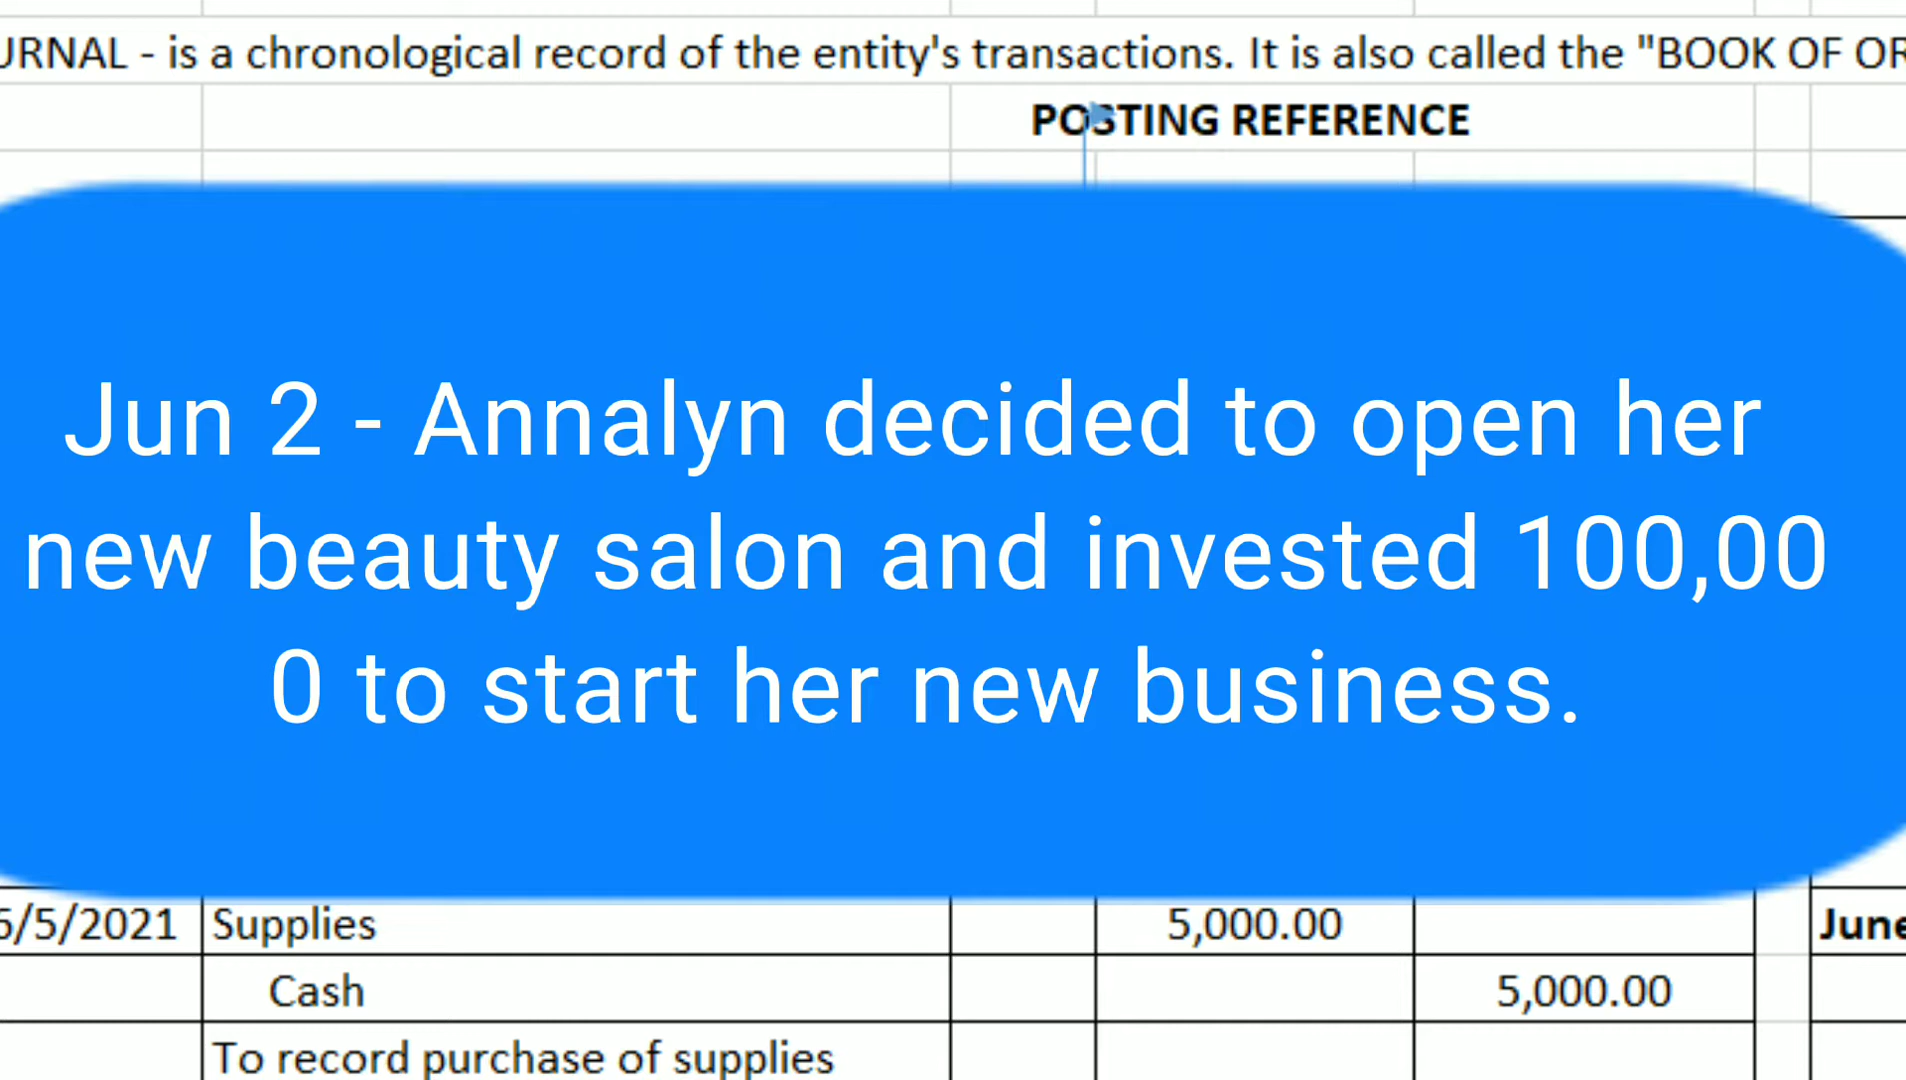 URNAL - is a chronological record of the entity's transactions. It is also called the "BOOK OF OR
POSTING REFERENCE
Jun 2 - Annalyn decided to open her
new beauty salon and invested 100,00
0 to start her new business.
6/5/2021 Supplies 5,000.00 June
Cash 5,000.00
To record purchase of supplies